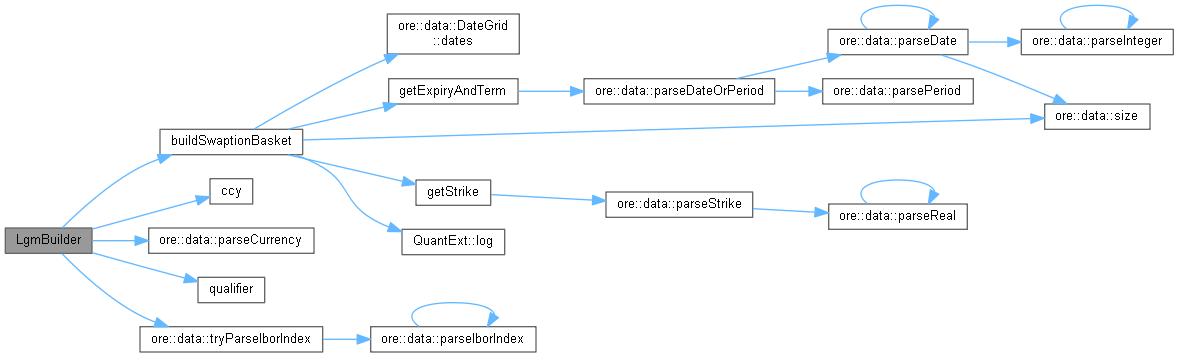 LgmBuilder
buildSwaptionBasket
ore::data::DateGrid
::dates
getExpiryAndTerm
ore::data::parseDateOrPeriod
ore::data::parseDate
ore::data::parseInteger
ore::data::parsePeriod
ore::data::size
getStrike
ore::data::parseStrike
ore::data::parseReal
QuantExt::log
ccy
ore::data::parseCurrency
qualifier
ore::data::tryParseIborIndex
ore::data::parseIborIndex